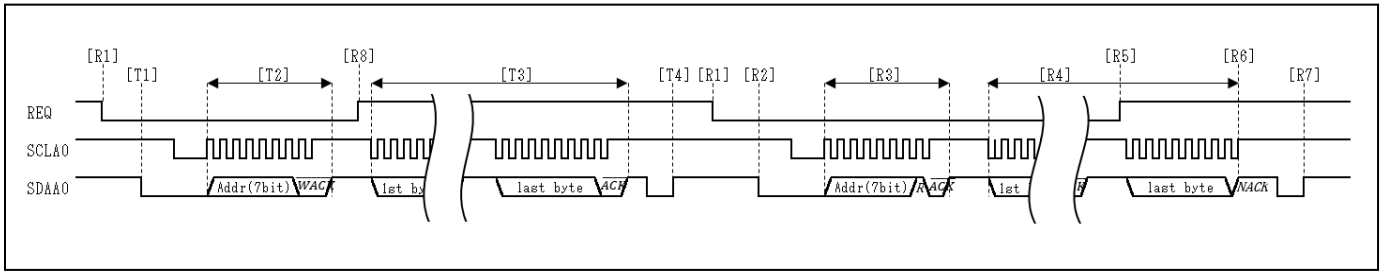 [R1] [R8] [R5] [R6]
[T1] [T2] [T3] [T4] [R1] [R2] [R3] [R4] [R7]
REQ
SCLA0
SDAA0 Addr(7bit) WACK 1st by last byte ACK Addr(7bit) R ACK 1st K last byte NACK